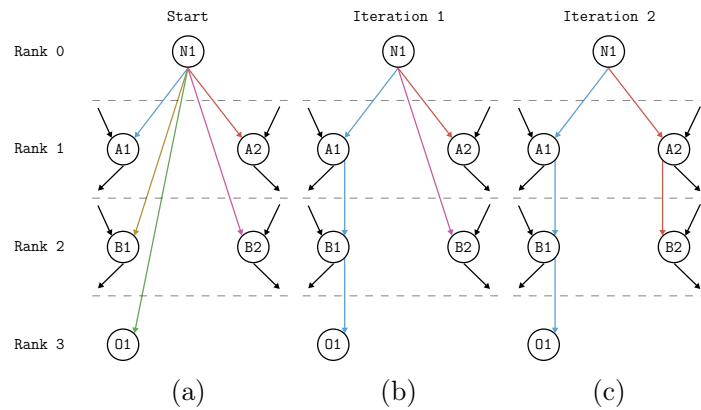 Start Iteration 1 Iteration 2
Rank 0 N1 N1 N1
Rank 1 A1 A2 A1 A2 A1 A2
Rank 2 B1 B2 B1 B2 B1 B2
Rank 3 O1 O1 O1
(a) (b) (c)